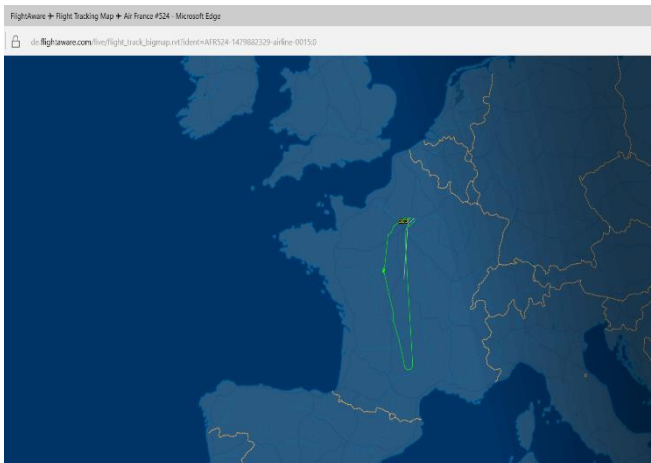 FlightAware ✈ Flight Tracking Map ✈ Air France #524 - Microsoft Edge
de.flightaware.com/live/flight_track_bigmap.rvt?ident=AFR524-1479882329-airline-0015:0